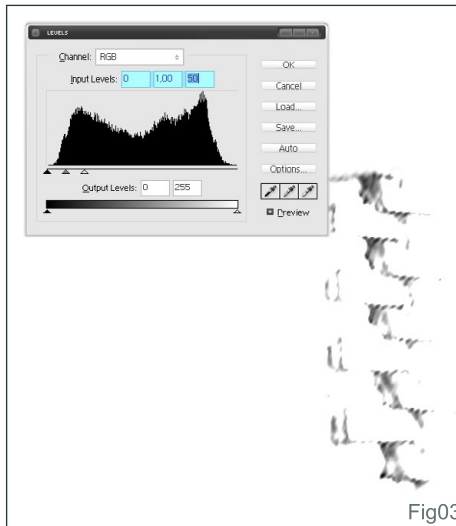 LEVELS
Channel: RGB
Input Levels: 0 1.00 50
Output Levels: 0 255
OK
Cancel
Load...
Save...
Auto
Options...
Preview
Fig03